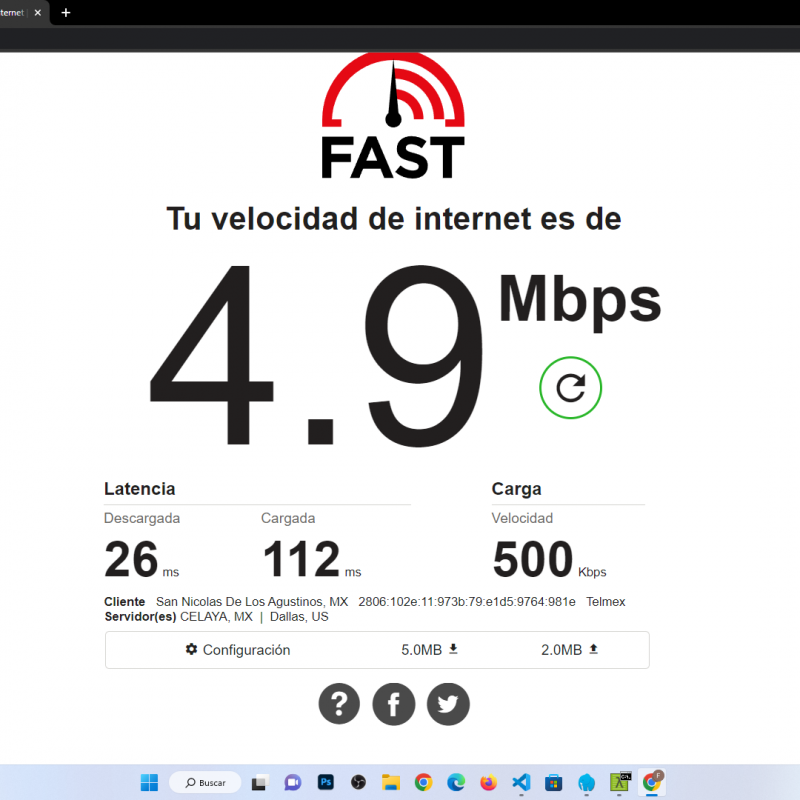 ternet
FAST
Tu velocidad de internet es de
4.9 Mbps
Latencia
Carga
Descargada
Cargada
Velocidad
26 ms
112 ms
500 Kbps
Cliente San Nicolas De Los Agustinos, MX 2806:102e:11:973b:79:e1d5:9764:981e Telmex
Servidor(es) CELAYA, MX | Dallas, US
Configuración 5.0MB 2.0MB
Buscar
Ps